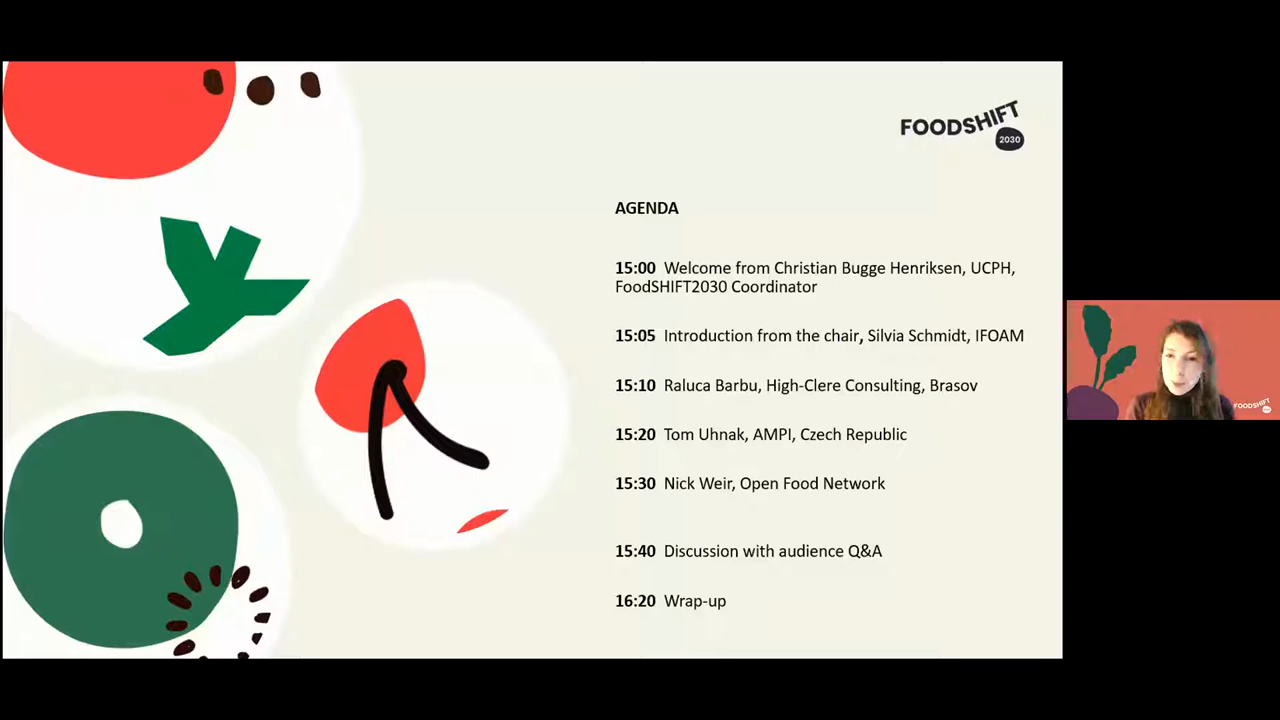 FOODSHIFT
2030
AGENDA
15:00 Welcome from Christian Bugge Henriksen, UCPH,
FoodSHIFT2030 Coordinator
15:05 Introduction from the chair, Silvia Schmidt, IFOAM
15:10 Raluca Barbu, High-Clere Consulting, Brasov
15:20 Tom Uhnak, AMPI, Czech Republic
15:30 Nick Weir, Open Food Network
15:40 Discussion with audience Q&A
16:20 Wrap-up
FOODSHIFT